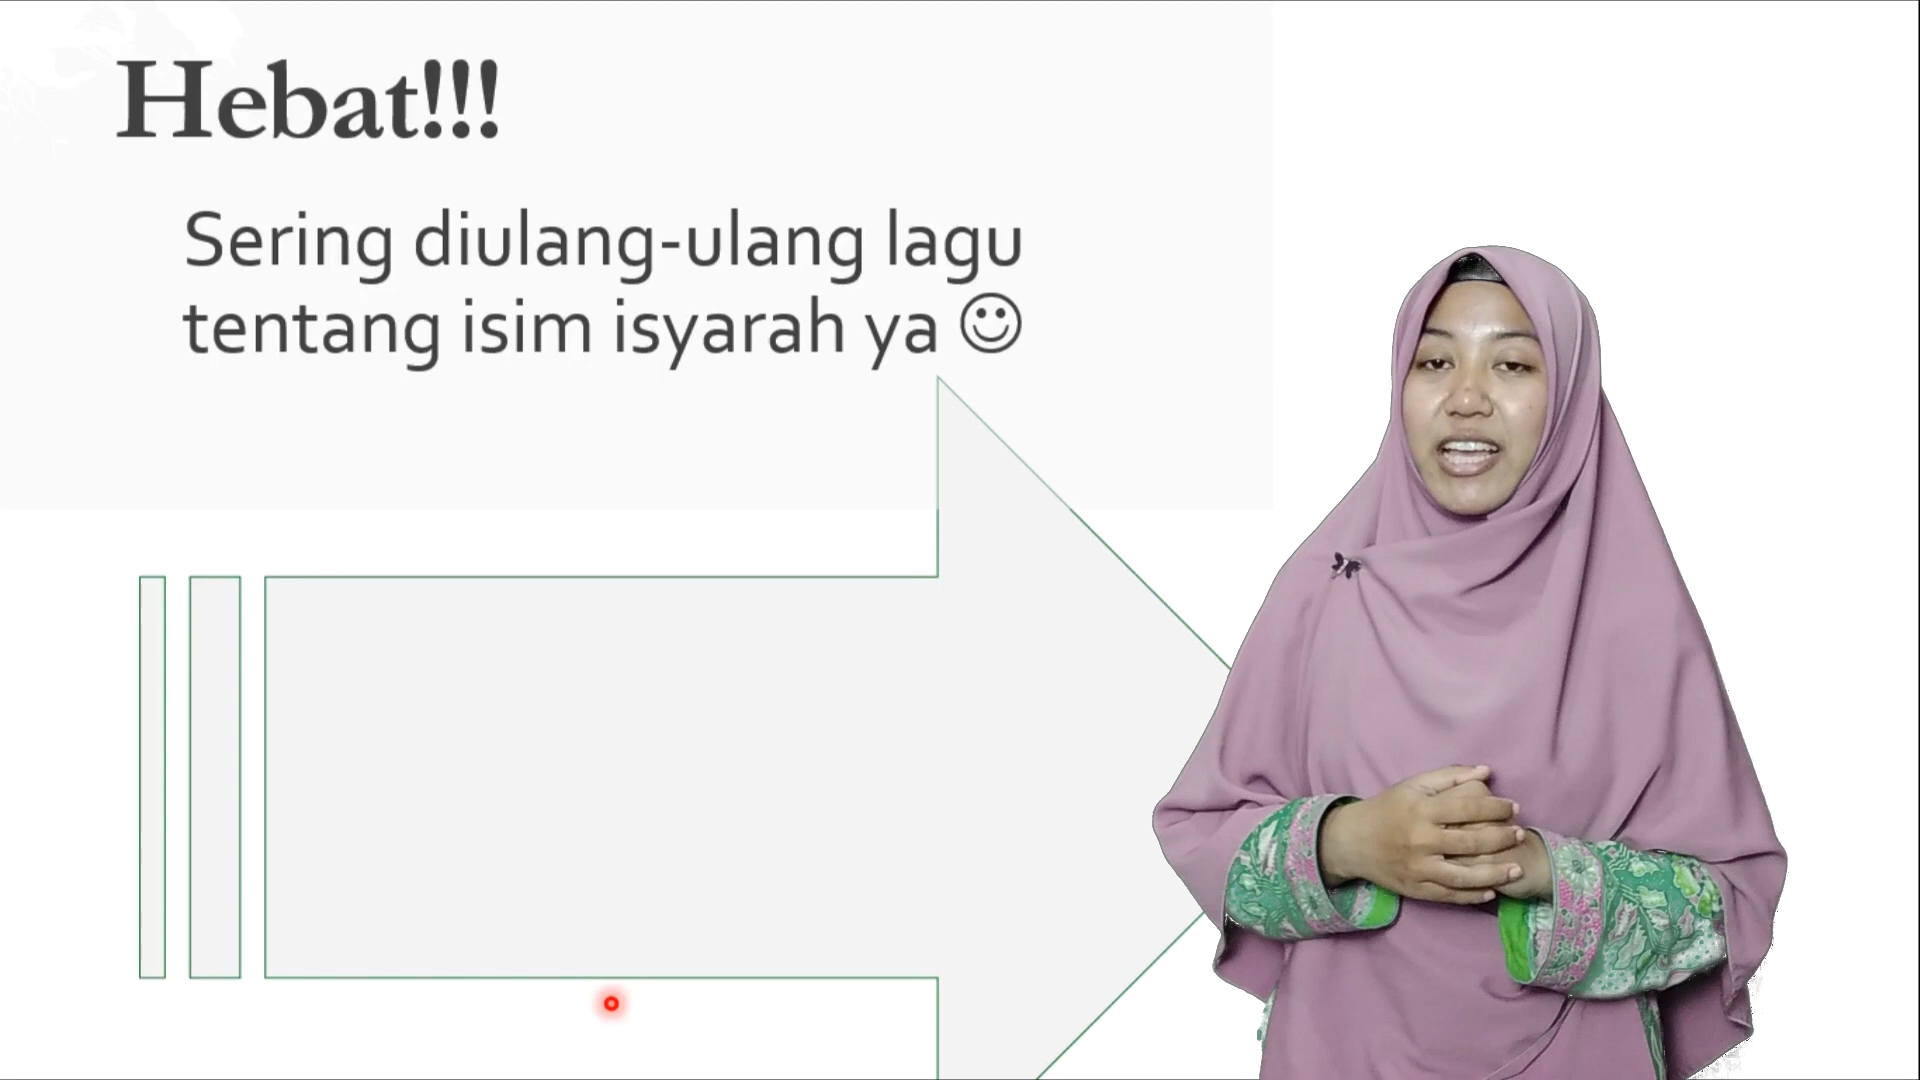 Hebat!!!
Sering diulang-ulang lagu
tentang isim isyarah ya ☺